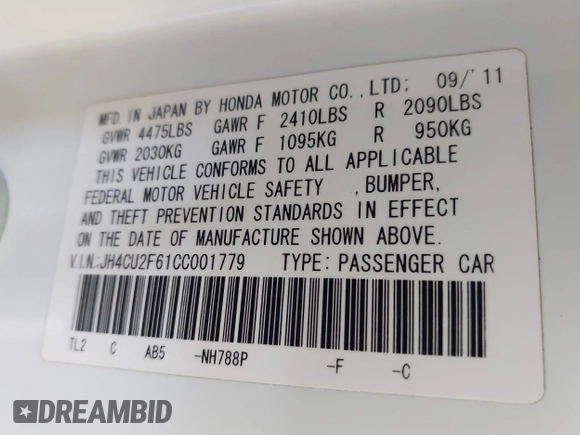 MFD. IN JAPAN BY HONDA MOTOR CO.,LTD; 09/'11
GVWR 4475LBS GAWR F 2410LBS R 2090LBS
GVWR 2030KG GAWR F 1095KG R 950KG
THIS VEHICLE CONFORMS TO ALL APPLICABLE
FEDERAL MOTOR VEHICLE SAFETY ,BUMPER,
AND THEFT PREVENTION STANDARDS IN EFFECT
ON THE DATE OF MANUFACTURE SHOWN ABOVE.
V.I.N.:JH4CU2F61CC001779 TYPE:PASSENGER CAR
TL2 C AB5 -NH788P -F -C
DREAMBID